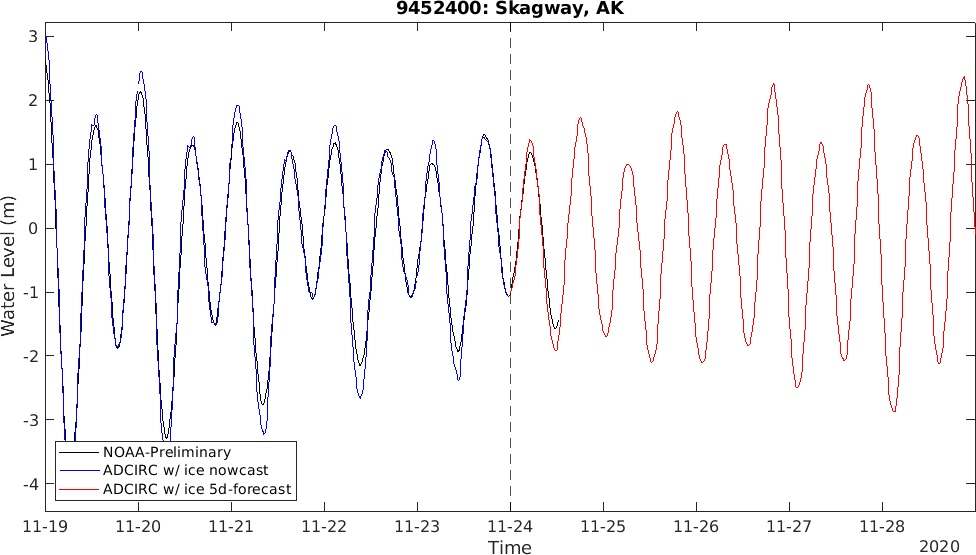 9452400: Skagway, AK
3
2
1
0
-1
-2
-3
-4
Water Level (m)
NOAA-Preliminary
ADCIRC w/ ice nowcast
ADCIRC w/ ice 5d-forecast
11-19 11-20 11-21 11-22 11-23 11-24 11-25 11-26 11-27 11-28
Time
2020